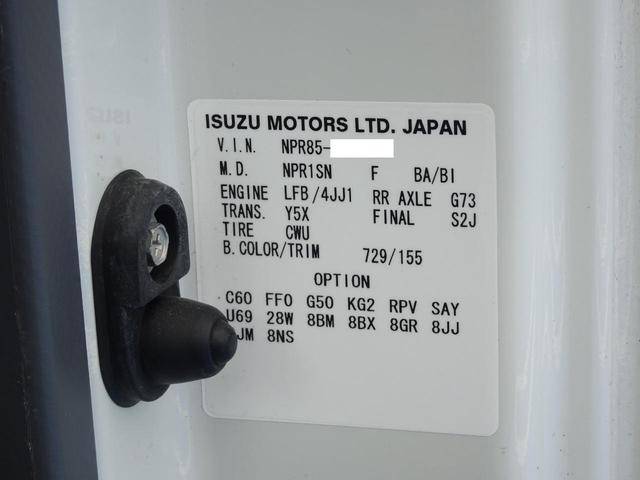 ISUZU MOTORS LTD. JAPAN
V.I.N. NPR85-
M.D. NPR1SN F BA/BI
ENGINE LFB/4JJ1 RR AXLE G73
TRANS. Y5X FINAL S2J
TIRE CWU
B.COLOR/TRIM 729/155
OPTION
C60 FF0 G50 KG2 RPV SAY
U69 28W 8BM 8BX 8GR 8JJ
8NS